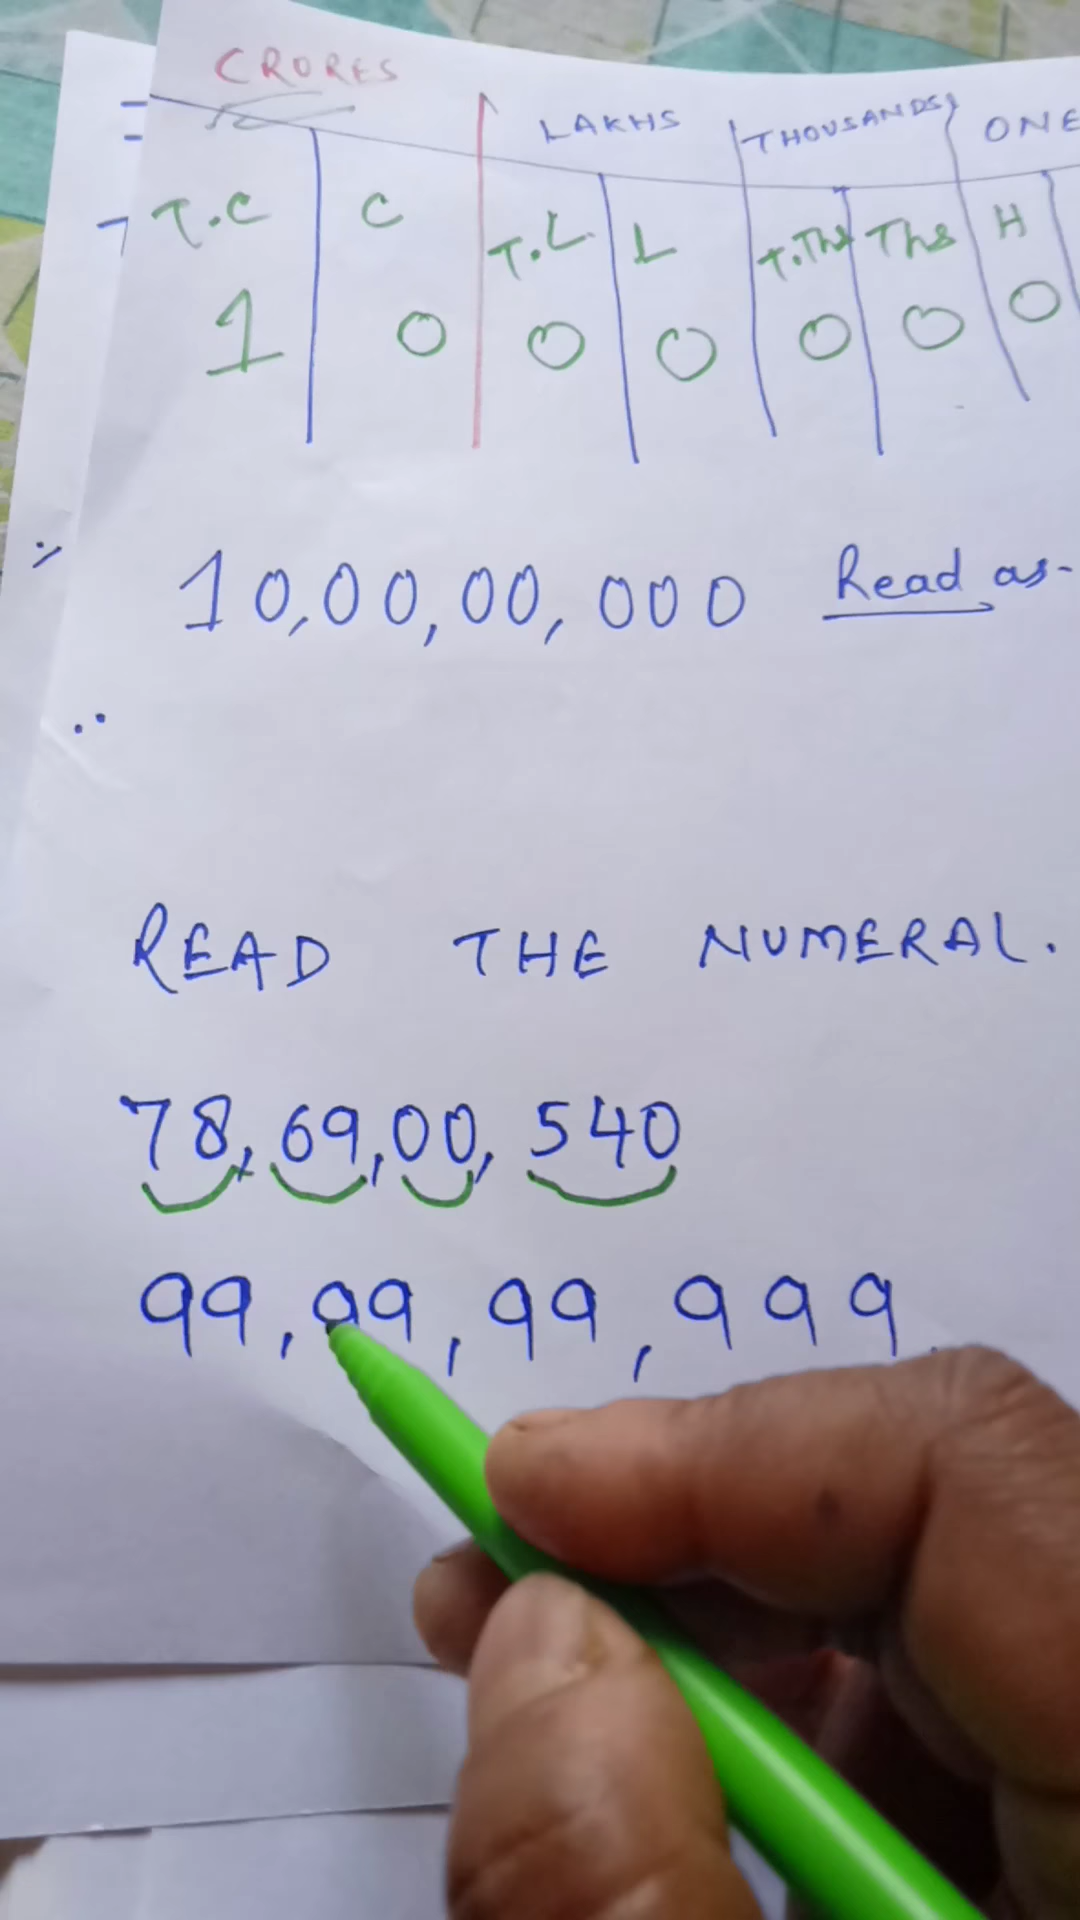 CRORES LAKHS THOUSANDS ONE
T.C C T.L L T.Ths Ths H
1 0 0 0 0 0 0
10,00,00,000 Read as-
READ THE NUMERAL.
78,69,00,540
99,99,99,999